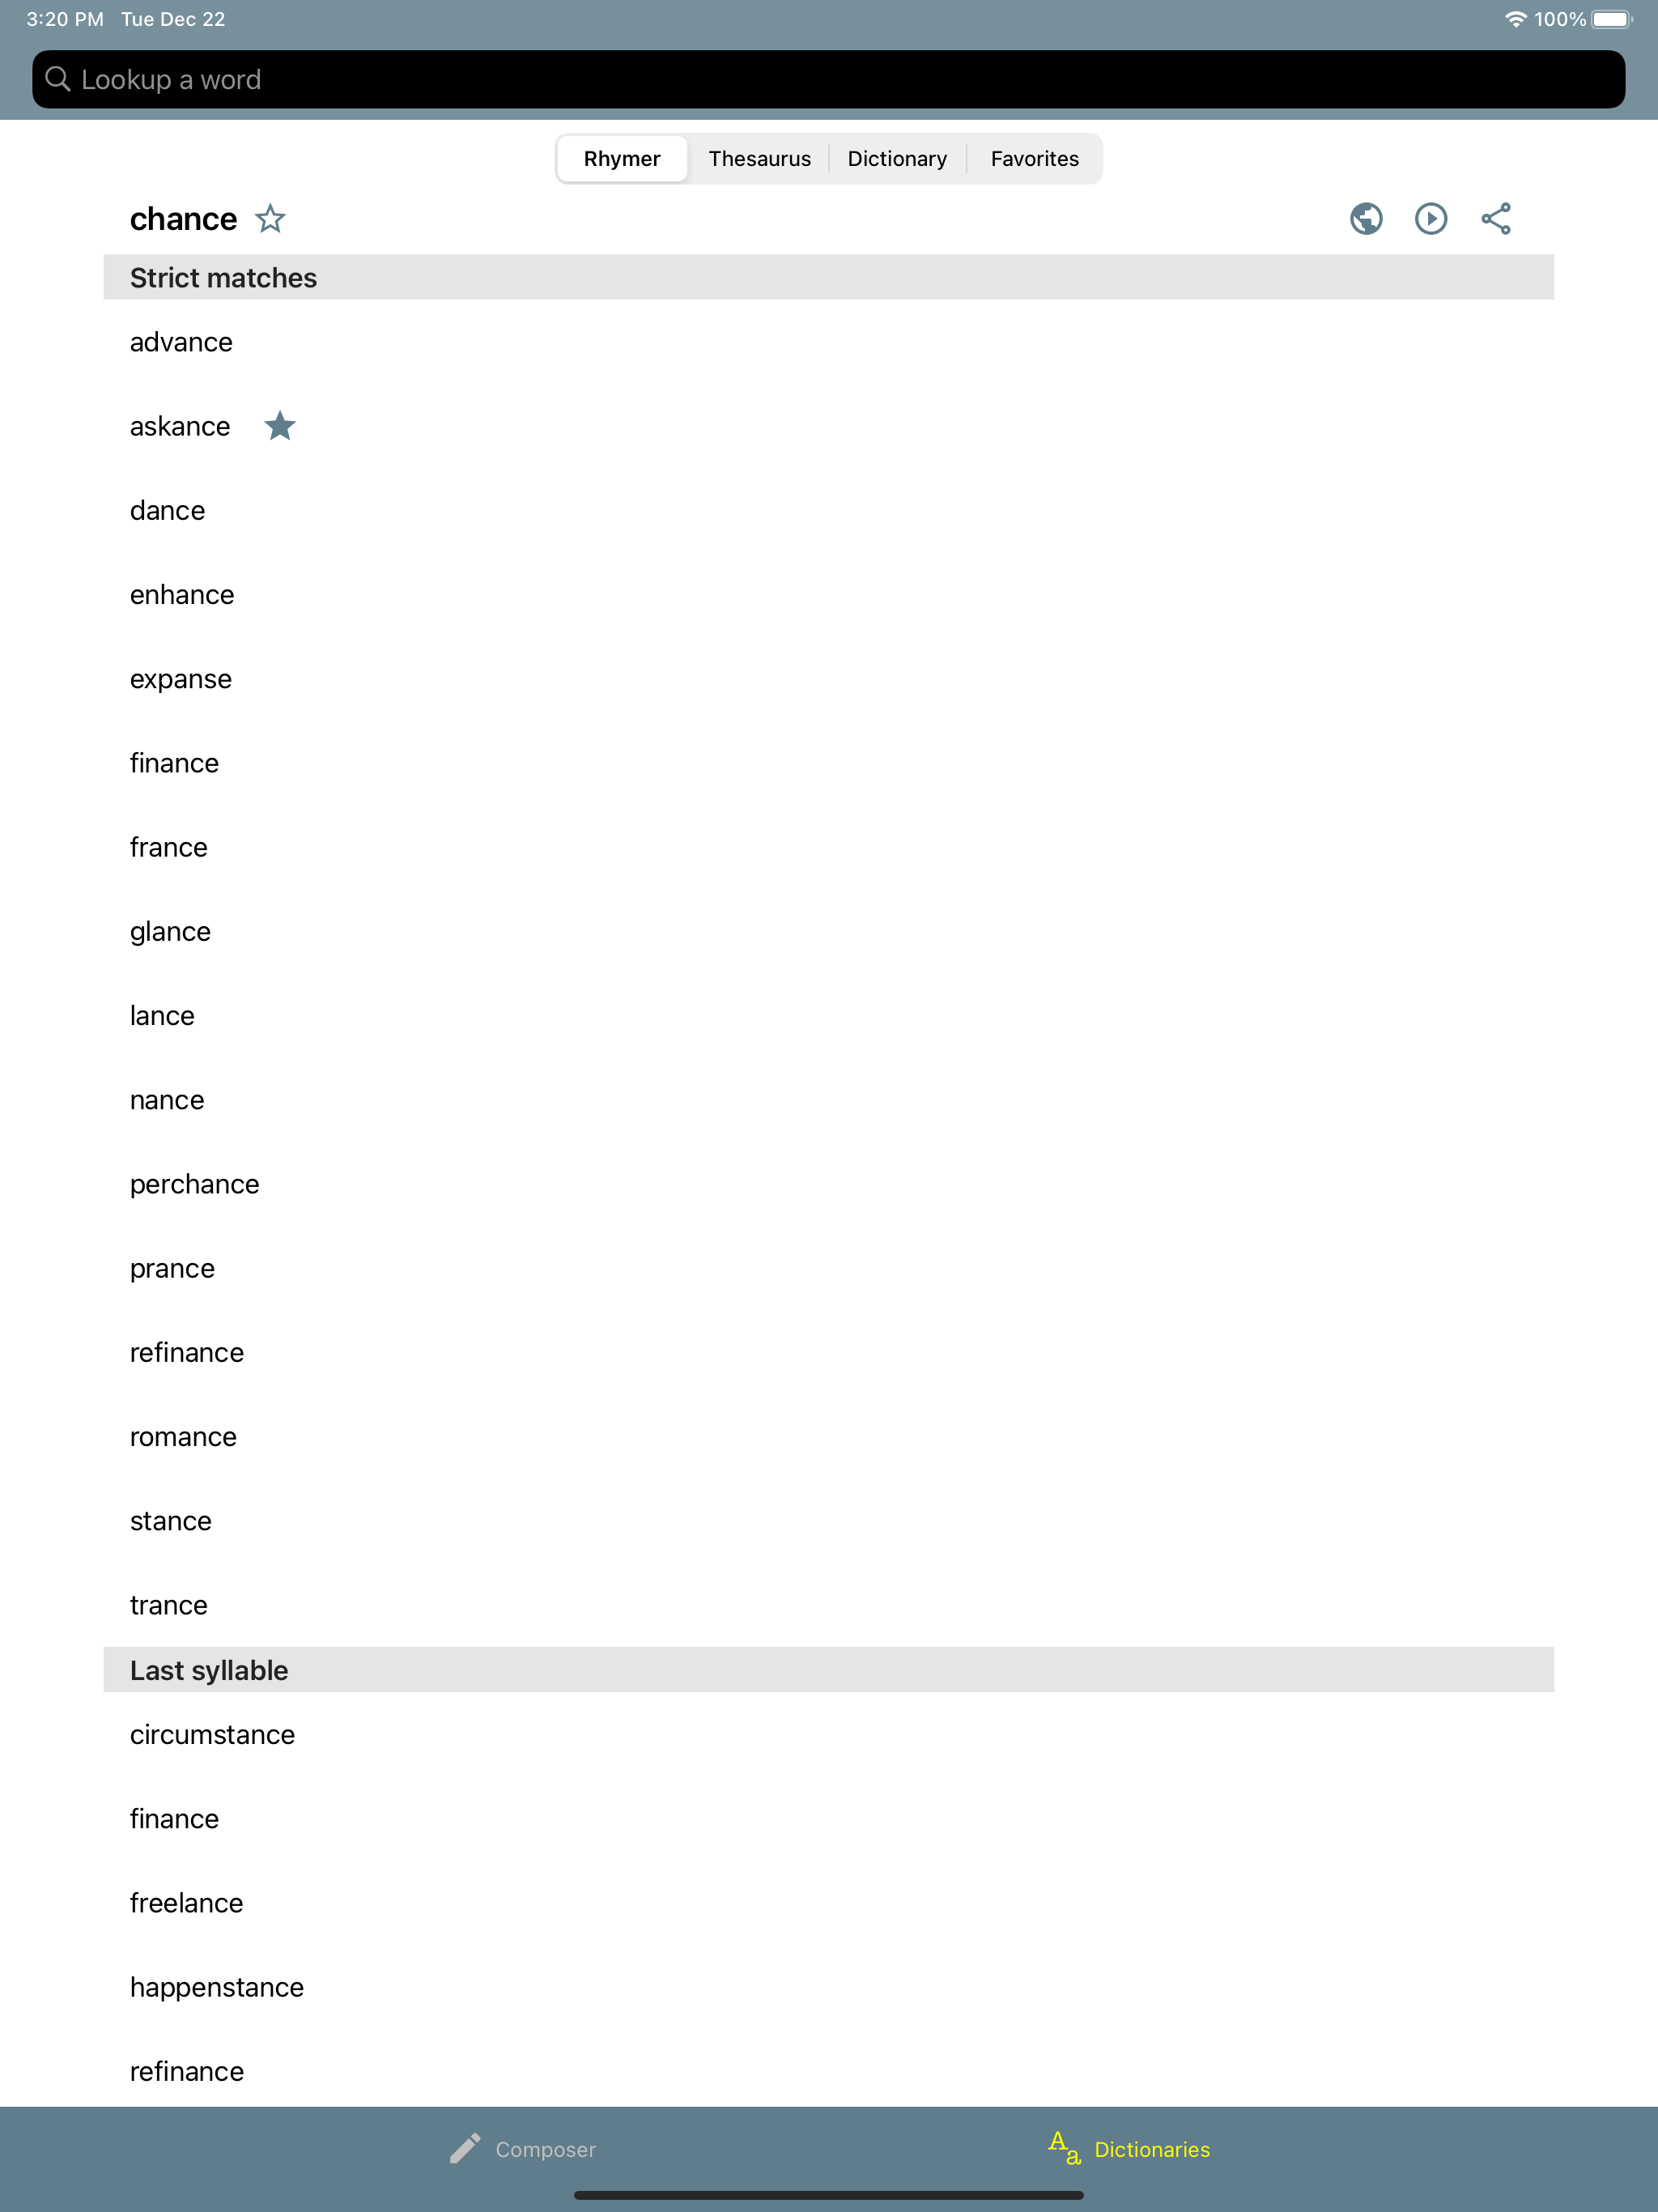 3:20 PM Tue Dec 22 100%
Lookup a word
Rhymer Thesaurus Dictionary Favorites
chance
Strict matches
advance
askance
dance
enhance
expanse
finance
france
glance
lance
nance
perchance
prance
refinance
romance
stance
trance
Last syllable
circumstance
finance
freelance
happenstance
refinance
Composer Aa Dictionaries